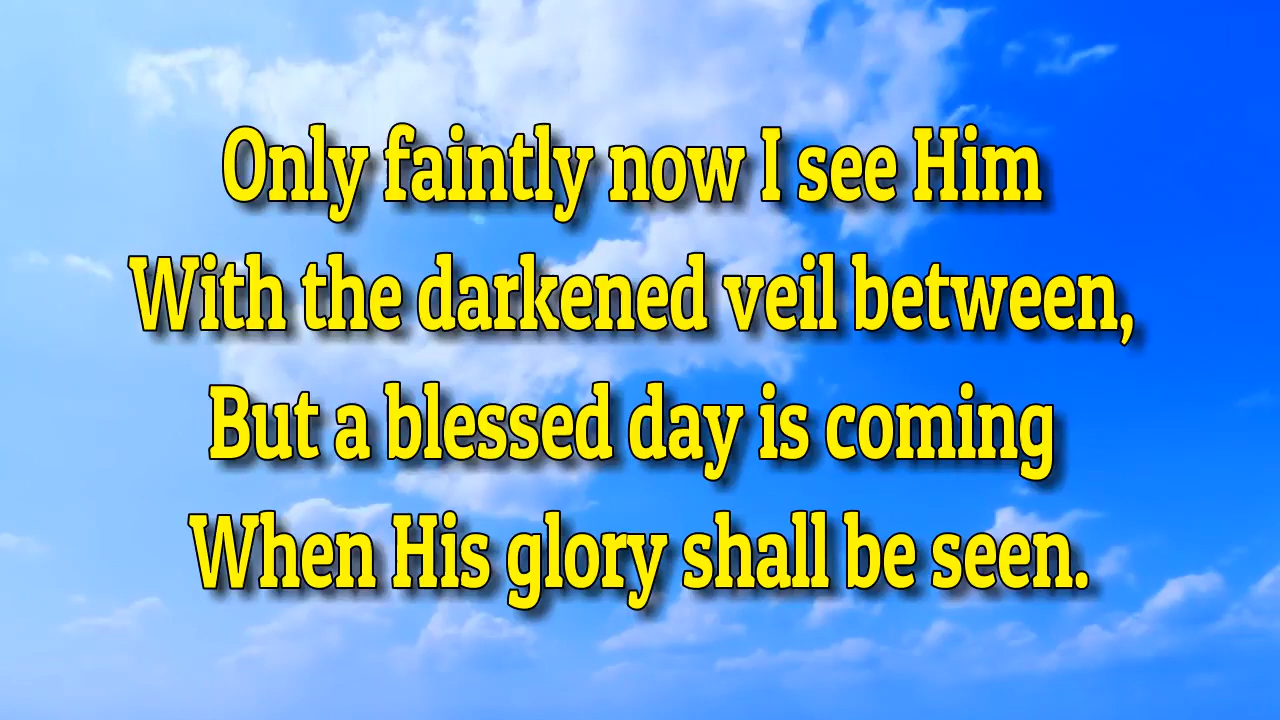 Only faintly now I see Him
With the darkened veil between,
But a blessed day is coming
When His glory shall be seen.